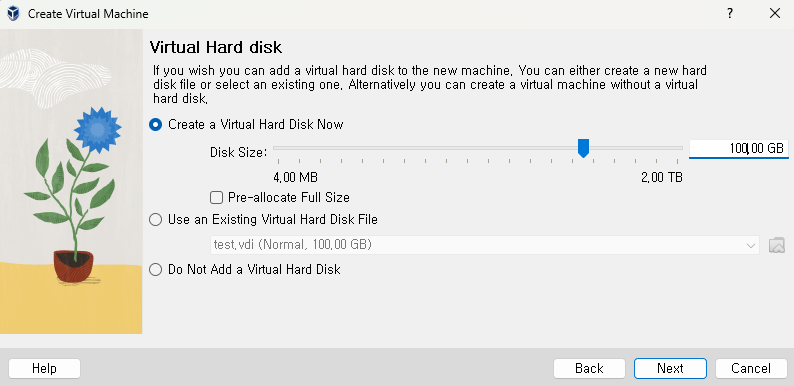 Create Virtual Machine
?
Virtual Hard disk
If you wish you can add a virtual hard disk to the new machine. You can either create a new hard
disk file or select an existing one. Alternatively you can create a virtual machine without a virtual
hard disk.
Create a Virtual Hard Disk Now
Disk Size: 100.00 GB
4.00 MB 2.00 TB
Pre-allocate Full Size
Use an Existing Virtual Hard Disk File
test.vdi (Normal, 100.00 GB)
Do Not Add a Virtual Hard Disk
Help Back Next Cancel